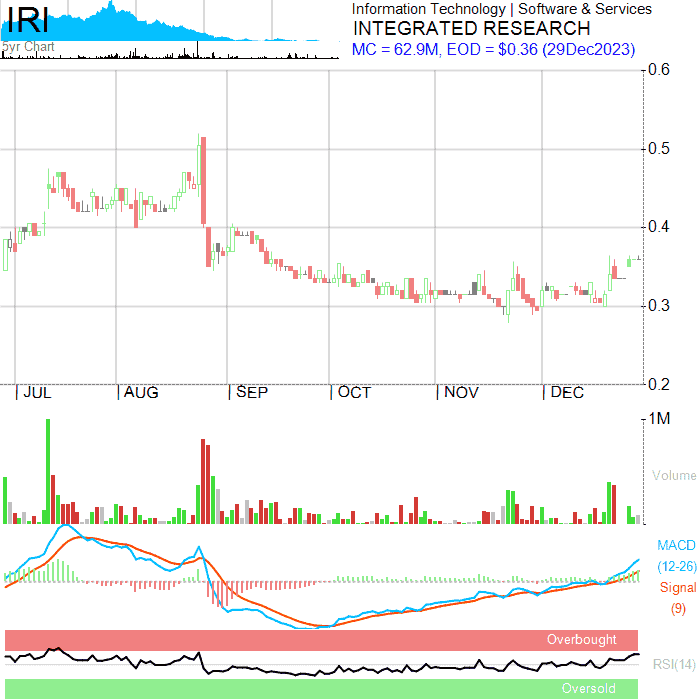 IRI
5yr Chart
Information Technology | Software & Services
INTEGRATED RESEARCH
MC = 62.9M, EOD = $0.36 (29Dec2023)
0.6
0.5
0.4
0.3
0.2
JUL
AUG
SEP
OCT
NOV
DEC
1M
Volume
MACD
(12-26)
Signal
(9)
Overbought
RSI(14)
Oversold